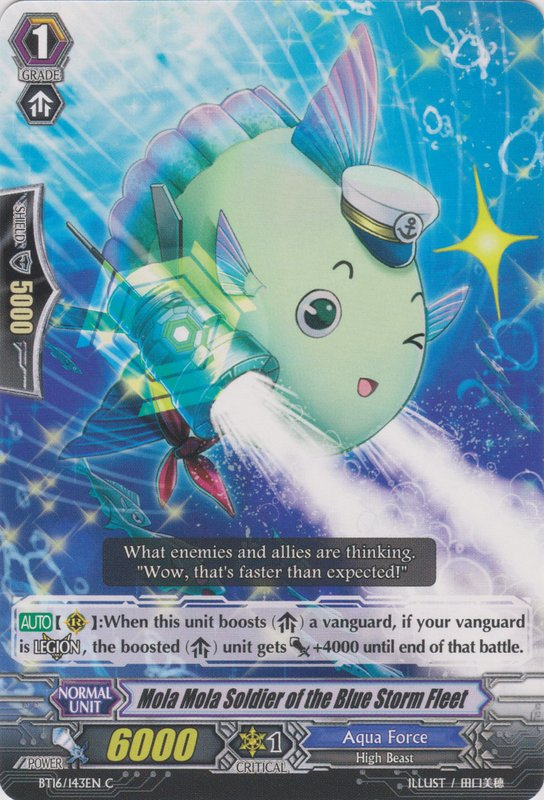 1
GRADE
SHIELD
5000
What enemies and allies are thinking.
"Wow, that's faster than expected!"
AUTO【 R 】:When this unit boosts ( ) a vanguard, if your vanguard
is LEGION, the boosted ( ) unit gets +4000 until end of that battle.
NORMAL
UNIT
Mola Mola Soldier of the Blue Storm Fleet
POWER
6000
1
CRITICAL
Aqua Force
High Beast
BT16/143EN C
ILLUST / 田口美穂